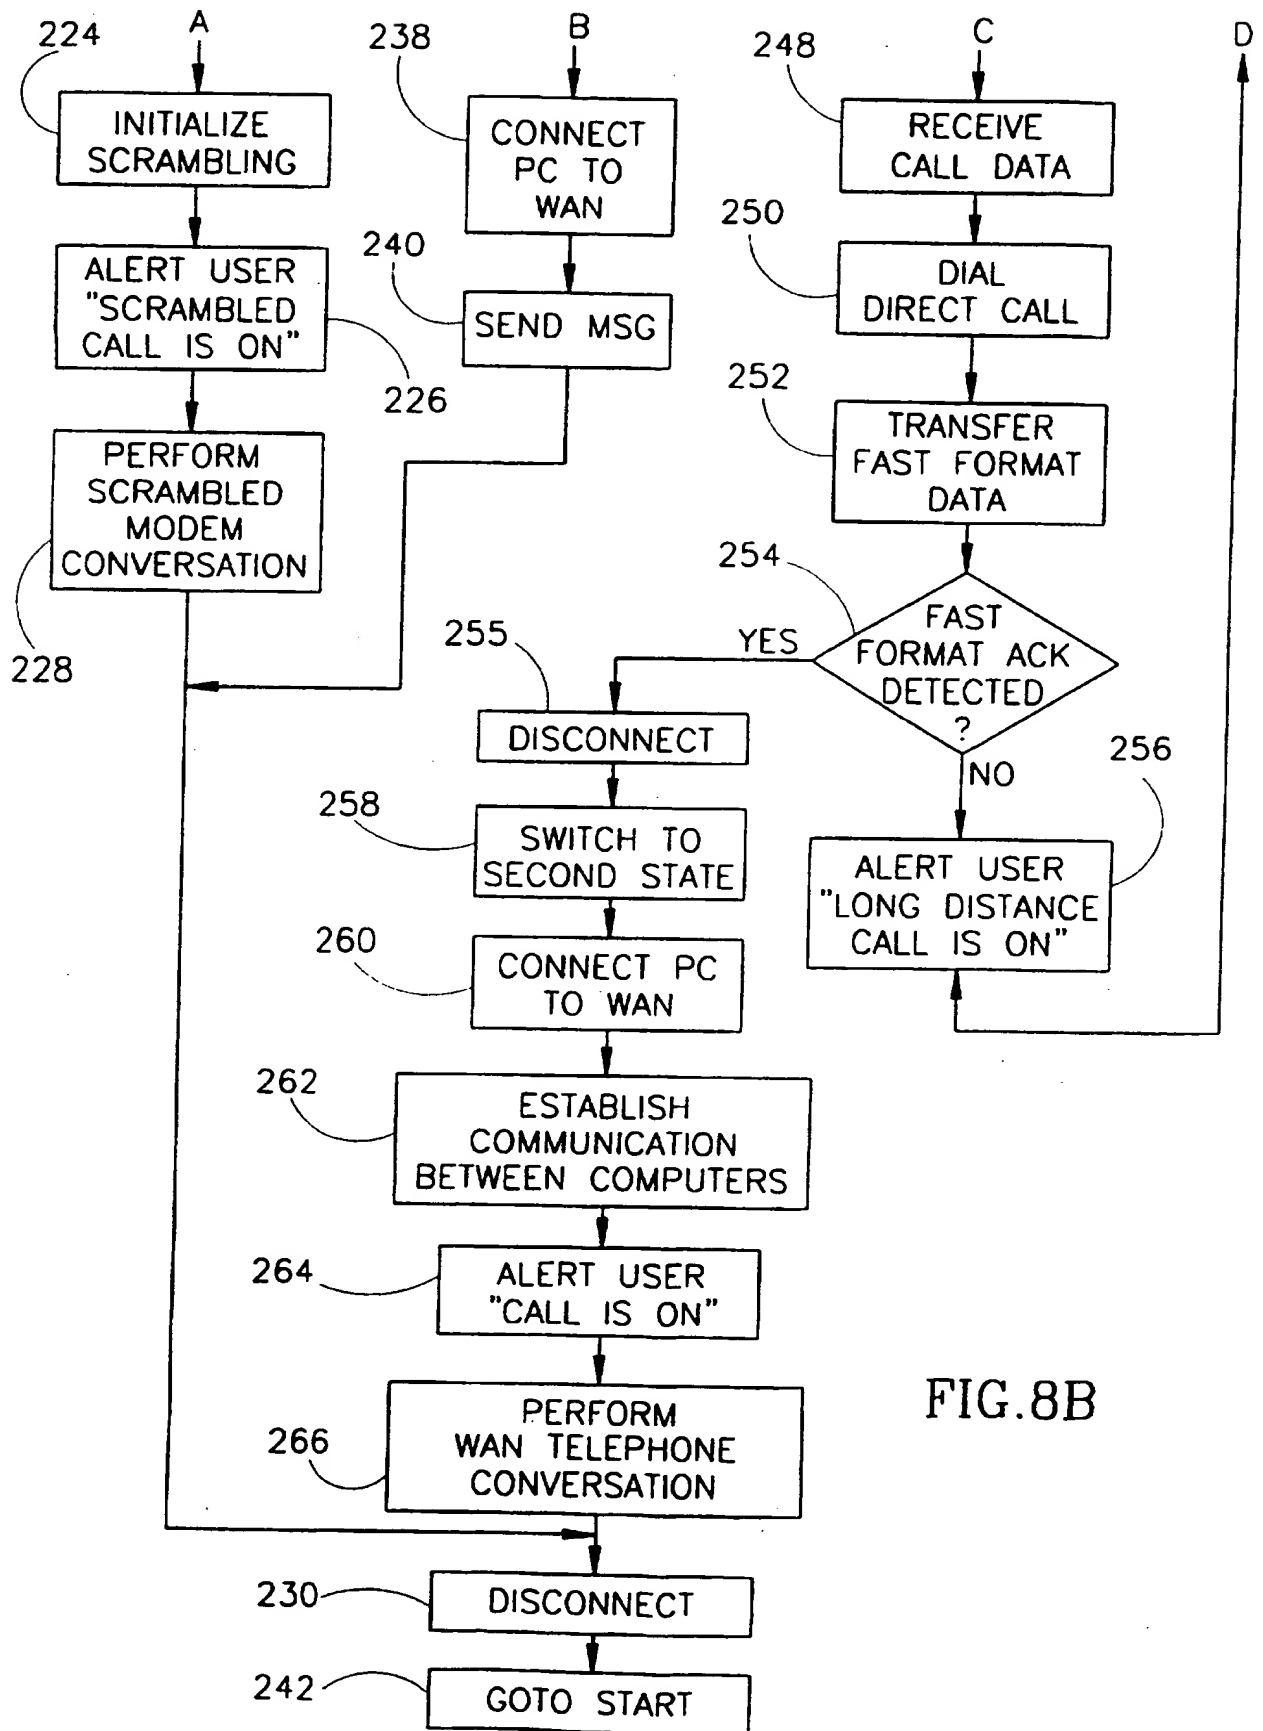 A
224
INITIALIZE
SCRAMBLING
ALERT USER
"SCRAMBLED
CALL IS ON"
226
PERFORM
SCRAMBLED
MODEM
CONVERSATION
228
B
238
CONNECT
PC TO
WAN
240
SEND MSG
C
248
RECEIVE
CALL DATA
250
DIAL
DIRECT CALL
252
TRANSFER
FAST FORMAT
DATA
254
FAST
FORMAT ACK
DETECTED
?
YES
NO
256
ALERT USER
"LONG DISTANCE
CALL IS ON"
D
255
DISCONNECT
258
SWITCH TO
SECOND STATE
260
CONNECT PC
TO WAN
262
ESTABLISH
COMMUNICATION
BETWEEN COMPUTERS
264
ALERT USER
"CALL IS ON"
266
PERFORM
WAN TELEPHONE
CONVERSATION
230
DISCONNECT
242
GOTO START
FIG.8B